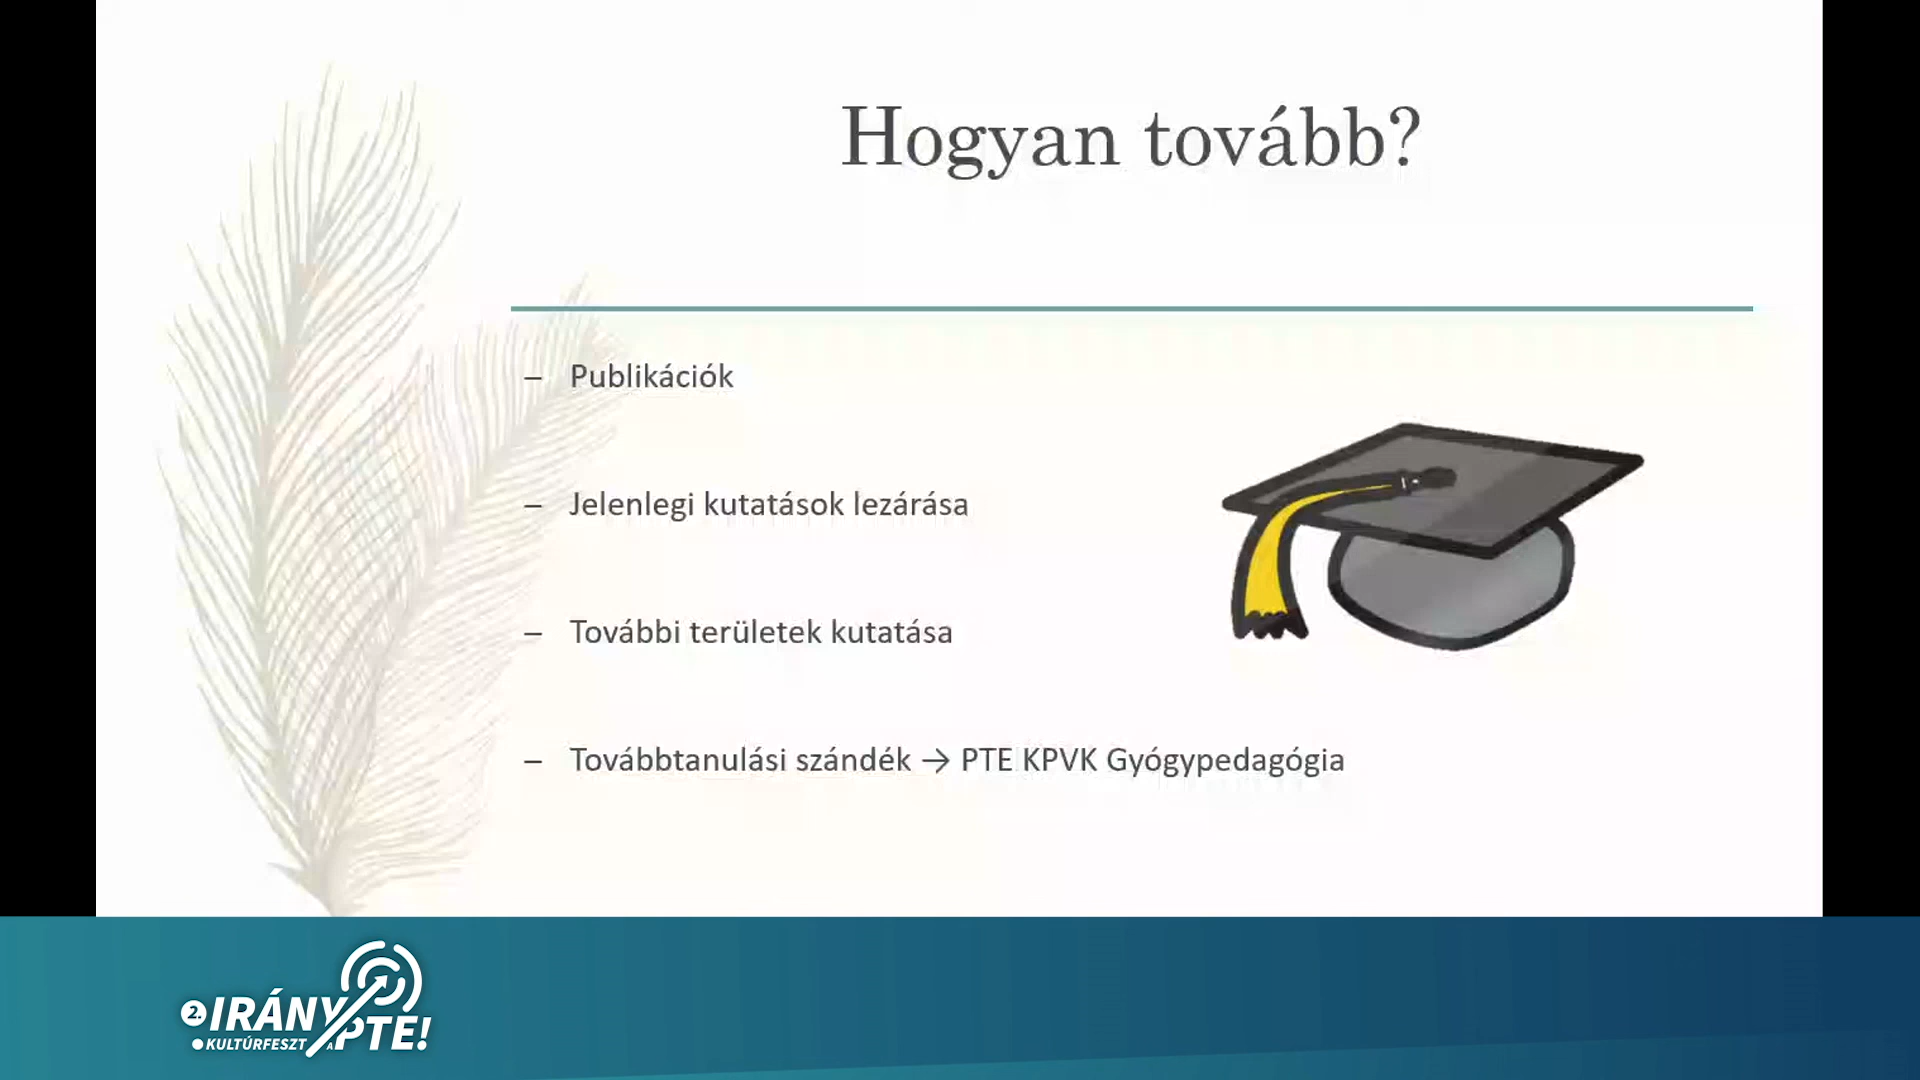 Hogyan tovább?
– Publikációk
– Jelenlegi kutatások lezárása
– További területek kutatása
– Továbbtanulási szándék → PTE KPVK Gyógypedagógia
2. IRÁNY A PTE!
• KULTÚRFESZT